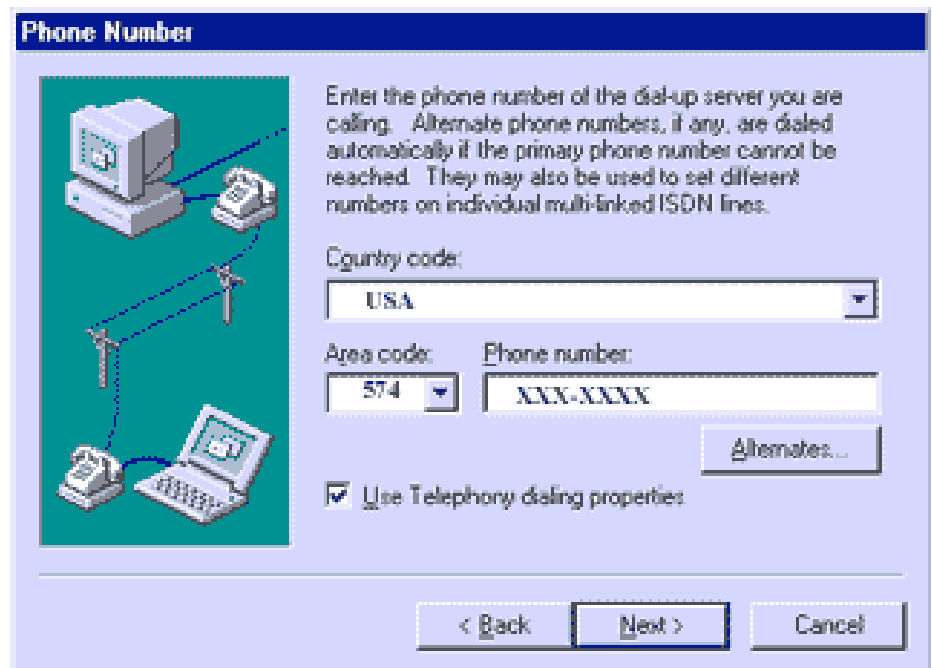 Phone Number
Enter the phone number of the dial-up server you are
calling. Alternate phone numbers, if any, are dialed
automatically if the primary phone number cannot be
reached. They may also be used to set different
numbers on individual multi-linked ISDN lines.
Country code:
USA
Area code: Phone number:
574 XXX-XXXX
Alternates...
Use Telephony dialing properties
< Back Next > Cancel